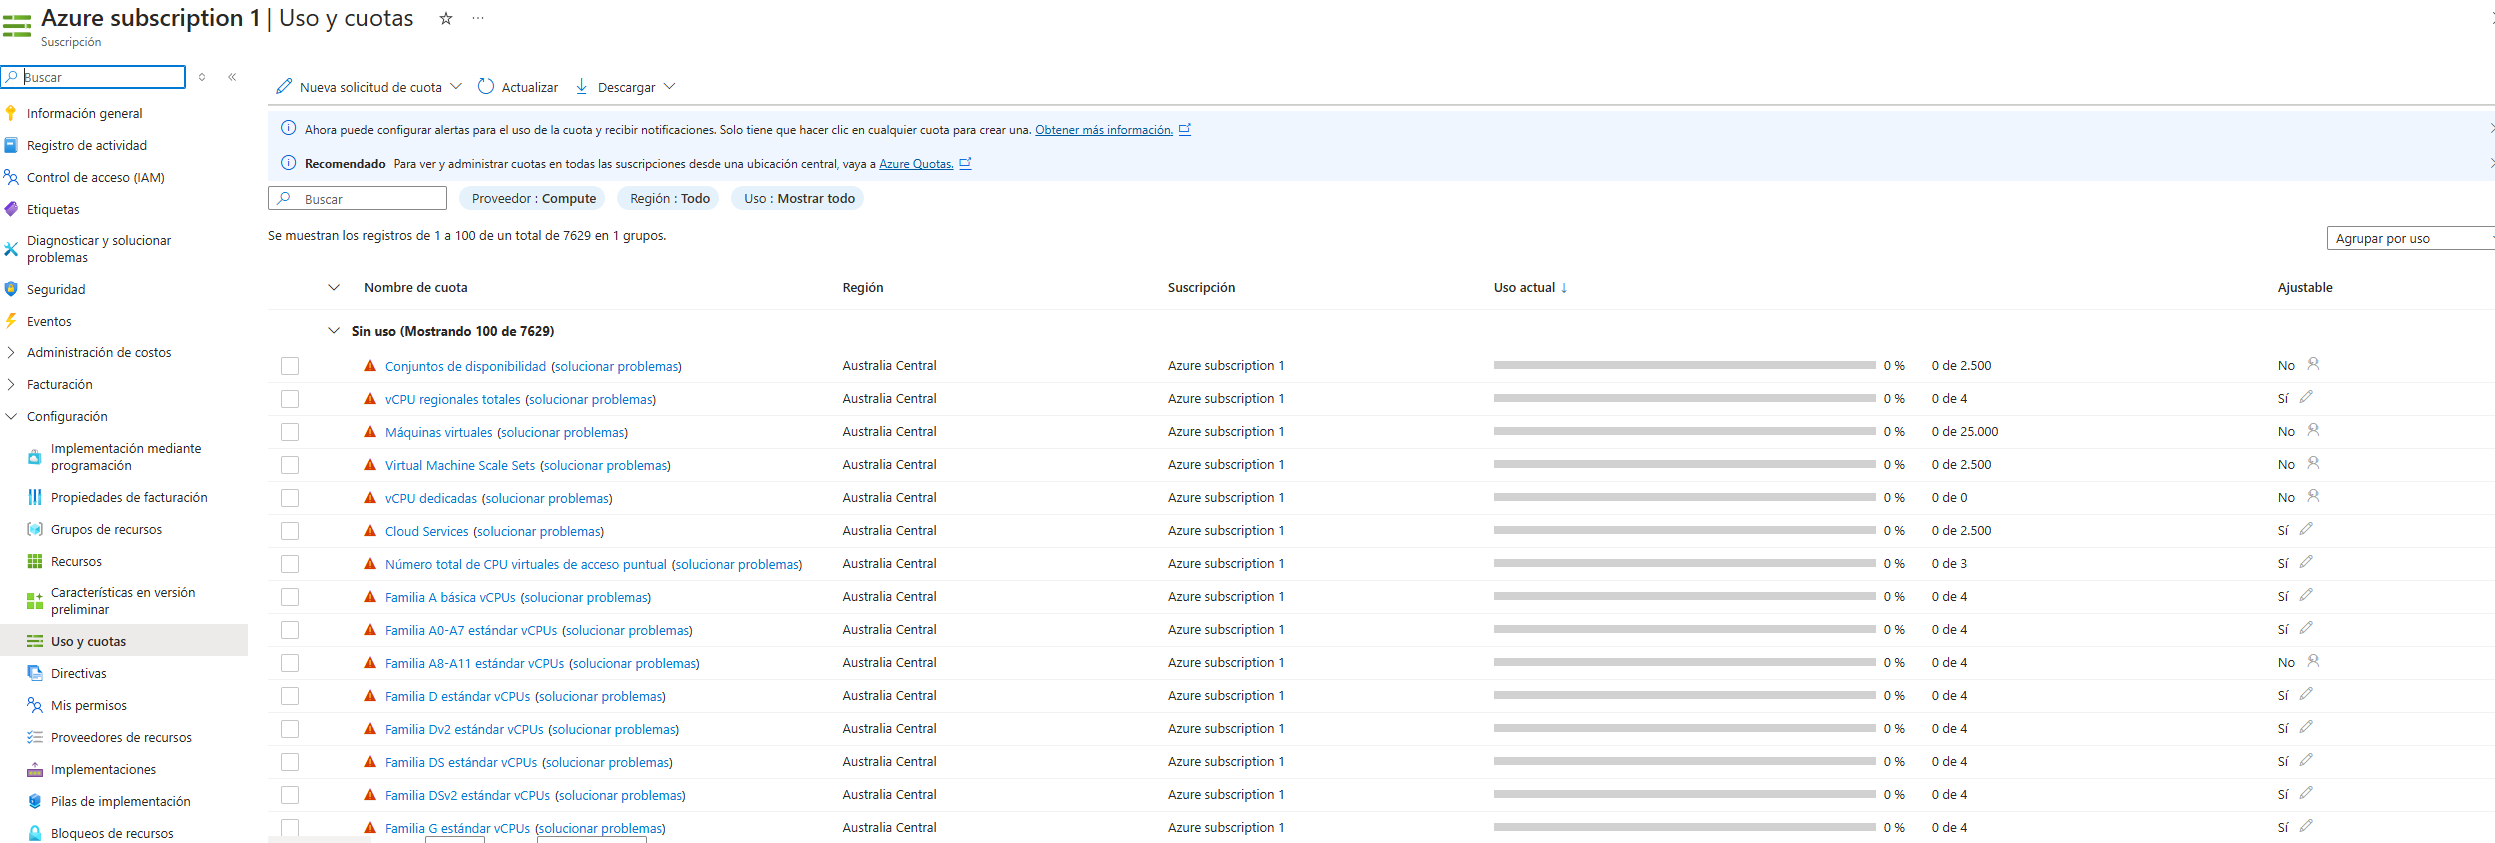 Azure subscription 1 | Uso y cuotas
Suscripción
Buscar
Información general
Registro de actividad
Control de acceso (IAM)
Etiquetas
Diagnosticar y solucionar
problemas
Seguridad
Eventos
Administración de costos
Facturación
Configuración
Implementación mediante
programación
Propiedades de facturación
Grupos de recursos
Recursos
Características en versión
preliminar
Uso y cuotas
Directivas
Mis permisos
Proveedores de recursos
Implementaciones
Pilas de implementación
Bloqueos de recursos
Nueva solicitud de cuota Actualizar Descargar
Ahora puede configurar alertas para el uso de la cuota y recibir notificaciones. Solo tiene que hacer clic en cualquier cuota para crear una. Obtener más información.
Recomendado Para ver y administrar cuotas en todas las suscripciones desde una ubicación central, vaya a Azure Quotas.
Buscar Proveedor : Compute Región : Todo Uso : Mostrar todo
Se muestran los registros de 1 a 100 de un total de 7629 en 1 grupos.
Agrupar por uso
Nombre de cuota Región Suscripción Uso actual ↓ Ajustable
Sin uso (Mostrando 100 de 7629)
Conjuntos de disponibilidad (solucionar problemas) Australia Central Azure subscription 1 0 % 0 de 2.500 No
vCPU regionales totales (solucionar problemas) Australia Central Azure subscription 1 0 % 0 de 4 Sí
Máquinas virtuales (solucionar problemas) Australia Central Azure subscription 1 0 % 0 de 25.000 No
Virtual Machine Scale Sets (solucionar problemas) Australia Central Azure subscription 1 0 % 0 de 2.500 No
vCPU dedicadas (solucionar problemas) Australia Central Azure subscription 1 0 % 0 de 0 No
Cloud Services (solucionar problemas) Australia Central Azure subscription 1 0 % 0 de 2.500 Sí
Número total de CPU virtuales de acceso puntual (solucionar problemas) Australia Central Azure subscription 1 0 % 0 de 3 Sí
Familia A básica vCPUs (solucionar problemas) Australia Central Azure subscription 1 0 % 0 de 4 Sí
Familia A0-A7 estándar vCPUs (solucionar problemas) Australia Central Azure subscription 1 0 % 0 de 4 Sí
Familia A8-A11 estándar vCPUs (solucionar problemas) Australia Central Azure subscription 1 0 % 0 de 4 No
Familia D estándar vCPUs (solucionar problemas) Australia Central Azure subscription 1 0 % 0 de 4 Sí
Familia Dv2 estándar vCPUs (solucionar problemas) Australia Central Azure subscription 1 0 % 0 de 4 Sí
Familia DS estándar vCPUs (solucionar problemas) Australia Central Azure subscription 1 0 % 0 de 4 Sí
Familia DSv2 estándar vCPUs (solucionar problemas) Australia Central Azure subscription 1 0 % 0 de 4 Sí
Familia G estándar vCPUs (solucionar problemas) Australia Central Azure subscription 1 0 % 0 de 4 Sí